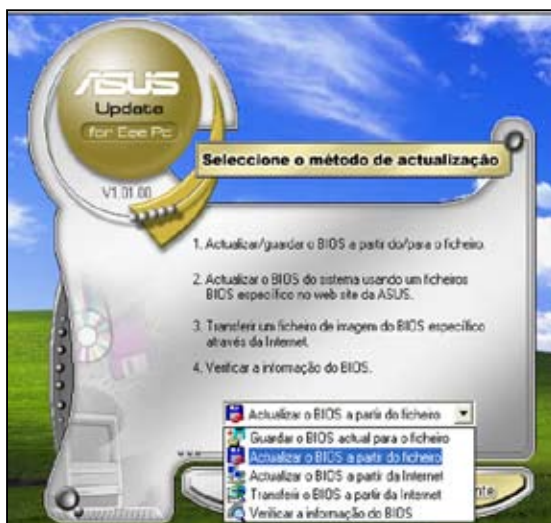 ASUS
Update
for Eee Pc
V1.01.00
Seleccione o método de actualização
1. Actualizar/guardar o BIOS a partir do/para o ficheiro.
2. Actualizar o BIOS do sistema usando um ficheiros
BIOS específico no web site da ASUS.
3. Transferir um ficheiro de imagem do BIOS específico
através da Internet.
4. Verificar a informação do BIOS.
Actualizar o BIOS a partir do ficheiro
Guardar o BIOS actual para o ficheiro
Actualizar o BIOS a partir do ficheiro
Actualizar o BIOS a partir da Internet
Transferir o BIOS a partir da Internet
Verificar a informação do BIOS